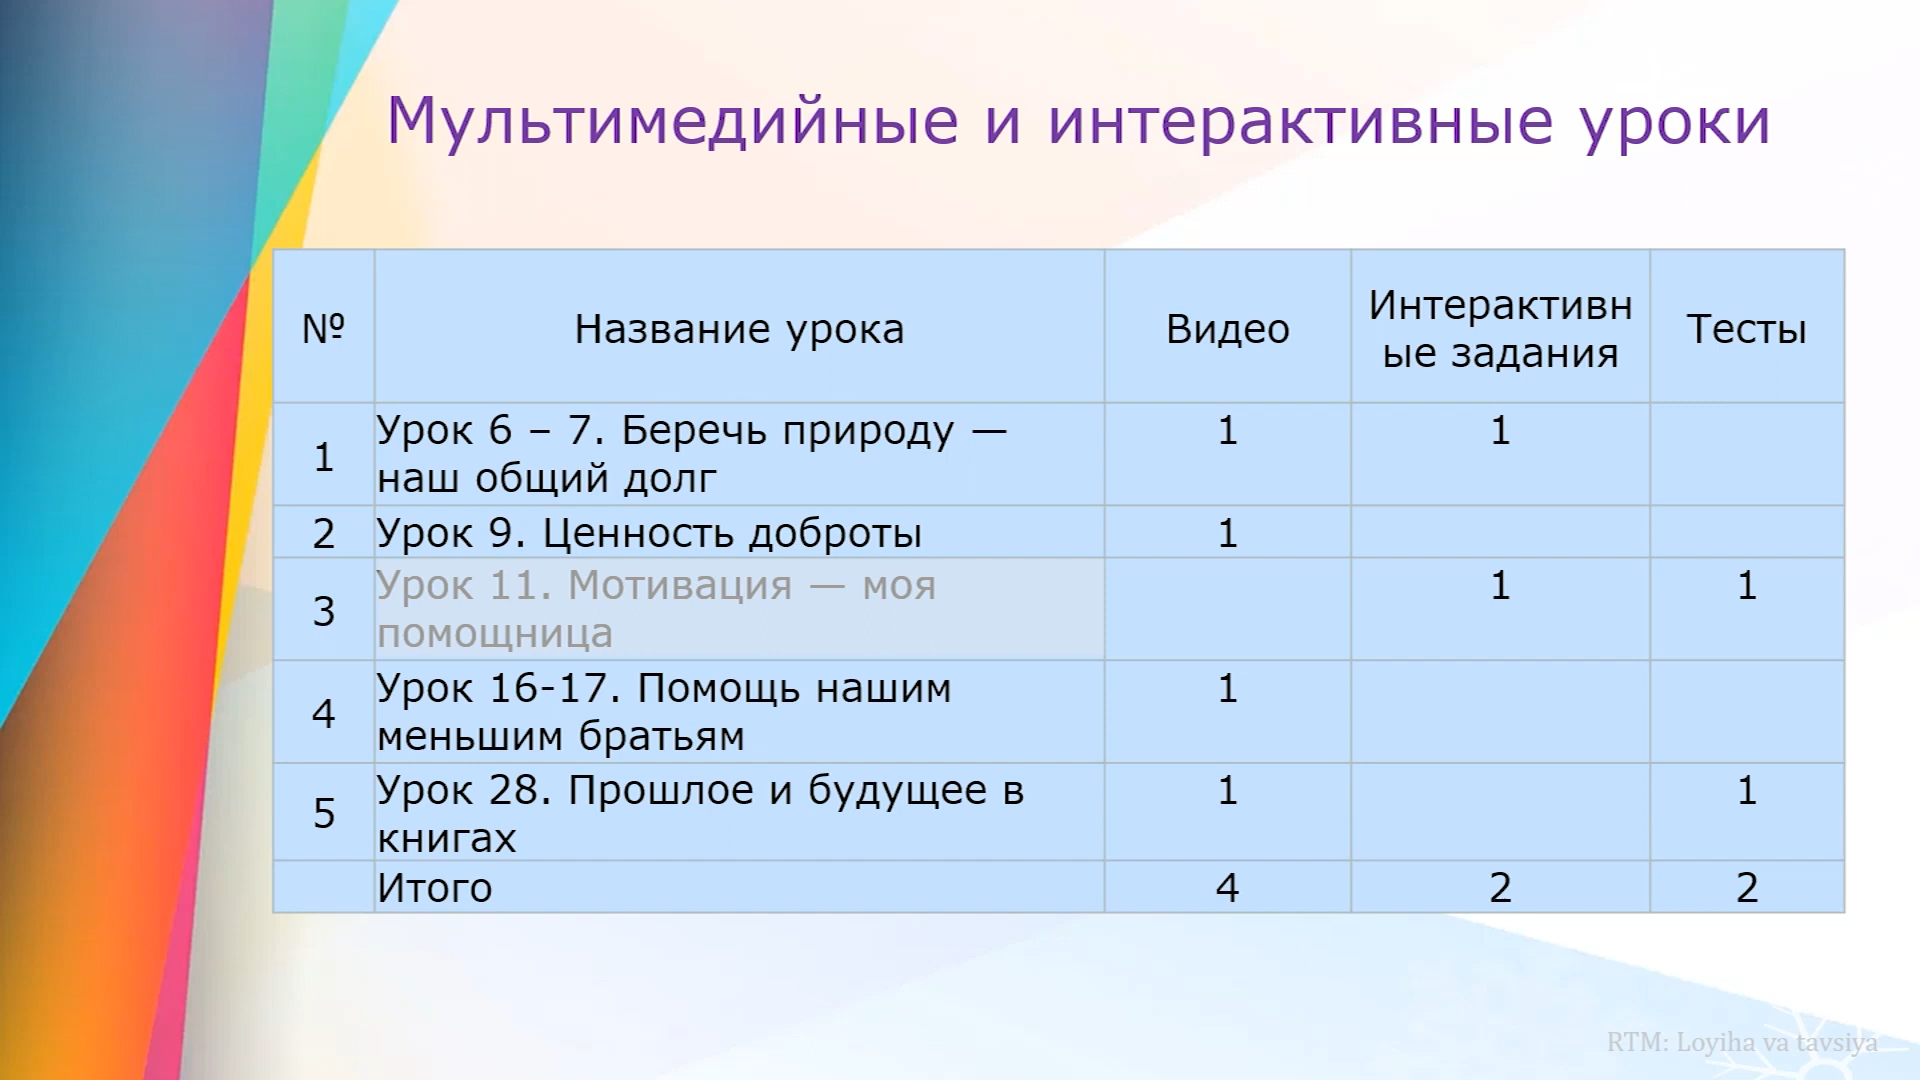 Мультимедийные и интерактивные уроки
№ Название урока Видео Интерактивн
ые задания Тесты
1 Урок 6 – 7. Беречь природу —
наш общий долг 1 1
2 Урок 9. Ценность доброты 1
3 Урок 11. Мотивация — моя
помощница 1 1
4 Урок 16-17. Помощь нашим
меньшим братьям 1
5 Урок 28. Прошлое и будущее в
книгах 1 1
Итого 4 2 2
RTM: Loyiha va tavsiya